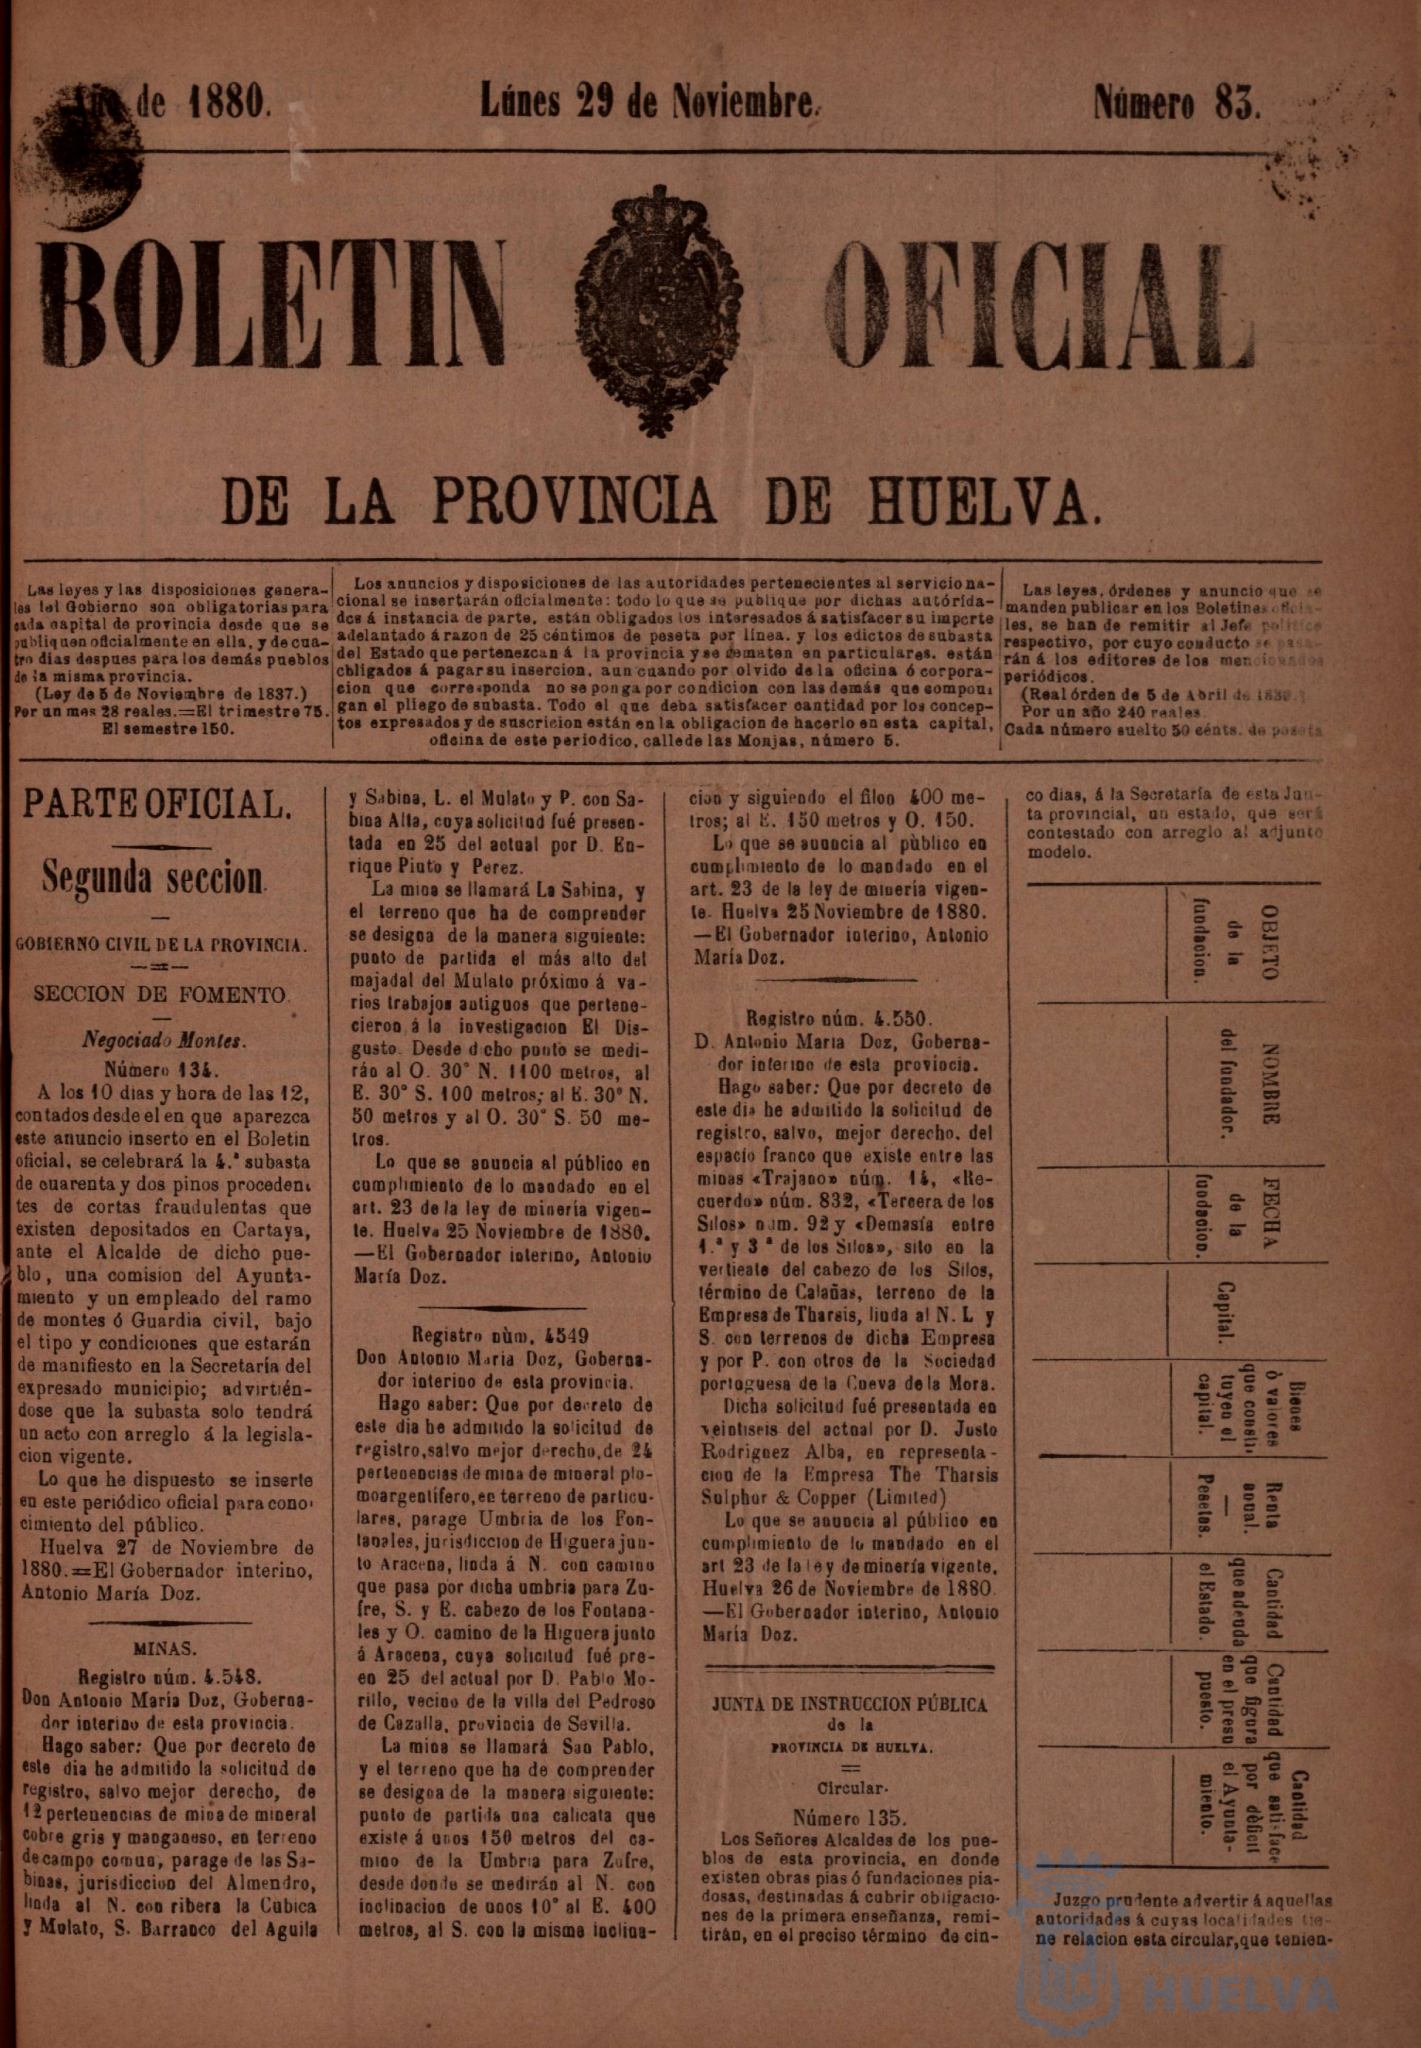 de 1880.
Lúnes 29 de Noviembre.
Número 83.
BOLETIN OFICIAL
DE LA PROVINCIA DE HUELVA.
Las leyes y las disposiciones genera-
les del Gobierno son obligatorias para
cada capital de provincia desde que se
publiquen oficialmente en ella, y de cua-
tro dias despues para los demás pueblos
de la misma provincia.
(Ley de 5 de Noviembre de 1837.)
Por un mes 28 reales.=El trimestre 75.
El semestre 150.
Los anuncios y disposiciones de las autoridades pertenecientes al servicio na-
cional se insertarán oficialmente: todo lo que se publique por dichas autórida-
des á instancia de parte, están obligados los interesados á satisfacer su importe
adelantado á razon de 25 céntimos de peseta por línea. y los edictos de subasta
del Estado que pertenezcan á la provincia y se rematen en particulares. están
obligados á pagar su insercion, aun cuando por olvido de la oficina ó corpora-
cion que corresponda no se ponga por condicion con las demás que compon-
gan el pliego de subasta. Todo el que deba satisfacer cantidad por los concep-
tos expresados y de suscricion están en la obligacion de hacerlo en esta capital,
oficina de este periodico, calle de las Monjas, número 5.
Las leyes, órdenes y anuncio que se
manden publicar en los Boletines oficia-
les, se han de remitir al Jefe político
respectivo, por cuyo conducto se pasa-
rán á los editores de los mencionados
periódicos.
(Real órden de 5 de Abril de 1839.)
Por un año 240 reales.
Cada número suelto 50 cénts. de peseta
PARTE OFICIAL.
Segunda seccion.
GOBIERNO CIVIL DE LA PROVINCIA.
SECCION DE FOMENTO.
Negociado Montes.
Número 134.
A los 10 dias y hora de las 12,
contados desde el en que aparezca
este anuncio inserto en el Boletin
oficial, se celebrará la 4.ª subasta
de cuarenta y dos pinos proceden-
tes de cortas fraudulentas que
existen depositados en Cartaya,
ante el Alcalde de dicho pue-
blo, una comision del Ayunta-
miento y un empleado del ramo
de montes ó Guardia civil, bajo
el tipo y condiciones que estarán
de manifiesto en la Secretaría del
expresado municipio; advirtién-
dose que la subasta solo tendrá
un acto con arreglo á la legisla-
cion vigente.
Lo que he dispuesto se inserte
en este periódico oficial para cono-
cimiento del público.
Huelva 27 de Noviembre de
1880.=El Gobernador interino,
Antonio María Doz.
MINAS.
Registro núm. 4.548.
Don Antonio María Doz, Goberna-
dor interino de esta provincia.
Hago saber: Que por decreto de
este dia he admitido la solicitud de
registro, salvo mejor derecho, de
12 pertenencias de mina de mineral
cobre gris y manganeso, en terreno
de campo comun, parage de las Sa-
binas, jurisdiccion del Almendro,
linda al N. con ribera la Cúbica
y Mulato, S. Barranco del Aguila
y Sabina, L. el Mulato y P. con Sa-
bina Alta, cuya solicitud fué presen-
tada en 25 del actual por D. En-
rique Pinto y Perez.
La mina se llamará La Sabina, y
el terreno que ha de comprender
se designa de la manera siguiente:
punto de partida el más alto del
majadal del Mulato próximo á va-
rios trabajos antiguos que pertene-
cieron á la investigacion El Dis-
gusto. Desde dicho punto se medi-
rán al O. 30° N. 1100 metros, al
E. 30° S. 100 metros; al E. 30° N.
50 metros y al O. 30° S. 50 me-
tros.
Lo que se anuncia al público en
cumplimiento de lo mandado en el
art. 23 de la ley de mineria vigen-
te. Huelva 25 Noviembre de 1880.
—El Gobernador interino, Antonio
María Doz.
Registro nùm. 4549
Don Antonio Maria Doz, Goberna-
dor interino de esta provincia.
Hago saber: Que por decreto de
este dia he admitido la solicitud de
registro, salvo mejor derecho, de 24
pertenencias de mina de mineral plo-
moargentífero, en terreno de particu-
lares, parage Umbria de los Fon-
tanales, jurisdiccion de Higuera jun-
to Aracena, linda á N. con camino
que pasa por dicha umbria para Zu-
fre, S. y E. cabezo de los Fontana-
les y O. camino de la Higuera junto
á Aracena, cuya solicitud fué pre-
en 25 del actual por D. Pablo Mo-
rillo, vecino de la villa del Pedroso
de Cazalla, provincia de Sevilla.
La mina se llamará San Pablo,
y el terreno que ha de comprender
se designa de la manera siguiente:
punto de partida una calicata que
existe á unos 150 metros del ca-
mino de la Umbria para Zufre,
desde donde se medirán al N. con
inclinacion de unos 10° al E. 400
metros, al S. con la misma inclina-
cion y siguiendo el filon 400 me-
tros; al E. 150 metros y O. 150.
Lo que se anuncia al pùblico en
cumplimiento de lo mandado en el
art. 23 de la ley de minería vigen-
te. Huelva 25 Noviembre de 1880.
—El Gobernador interino, Antonio
María Doz.
Registro núm. 4.550.
D. Antonio Maria Doz, Goberna-
dor interino de esta provincia.
Hago saber: Que por decreto de
este dia he admitido la solicitud de
registro, salvo, mejor derecho. del
espacío franco que existe entre las
minas «Trajano» núm. 14, «Re-
cuerdo» núm. 832, «Tercera de los
Silos» num. 92 y «Demasía entre
1.ª y 3ª de los Silos», sito en la
vertieate del cabezo de los Silos,
término de Calañas, terreno de la
Empresa de Tharsis, linda al N. L y
S. con terrenos de dicha Empresa
y por P. con otros de la Sociedad
portuguesa de la Cueva de la Mora.
Dicha solicitud fué presentada en
veintiseis del actual por D. Justo
Rodriguez Alba, en representa-
cion de la Empresa The Tharsis
Sulphur & Copper (Limited)
Lo que se anuncia al público en
cumplimiento de lo mandado en el
art 23 de la ley de minería vigente.
Huelva 26 de Noviembre de 1880.
—El Gobernador interino, Antonio
María Doz.
JUNTA DE INSTRUCCION PÚBLICA
de la
PROVINCIA DE HUELVA.
Circular.
Número 135.
Los Señores Alcaldes de los pue-
blos de esta provincia, en donde
existen obras pias ó fundaciones pia-
dosas, destinadas á cubrir obligacio-
nes de la primera enseñanza, remi-
tirán, en el preciso término de cin-
co dias, á la Secretaría de esta Jun-
ta provincial, un estado, que será
contestado con arreglo al adjunto
modelo.
OBJETO
de la
fundacion.
NOMBRE
del fundador.
FECHA
de la
fundacion.
Capital.
Bienes
ò valores
que consti-
tuyen el
capital.
Renta
anual.
—
Pesetas.
Cantidad
que adeuda
el Estado.
Cantidad
que figura
en el presu
puesto.
Cantidad
que satisface
por dèficit
el Ayunta-
miento.
Juzgo prudente advertir á aquellas
autoridades á cuyas localidades tie-
ne relacion esta circular, que tenien-
HUELVA